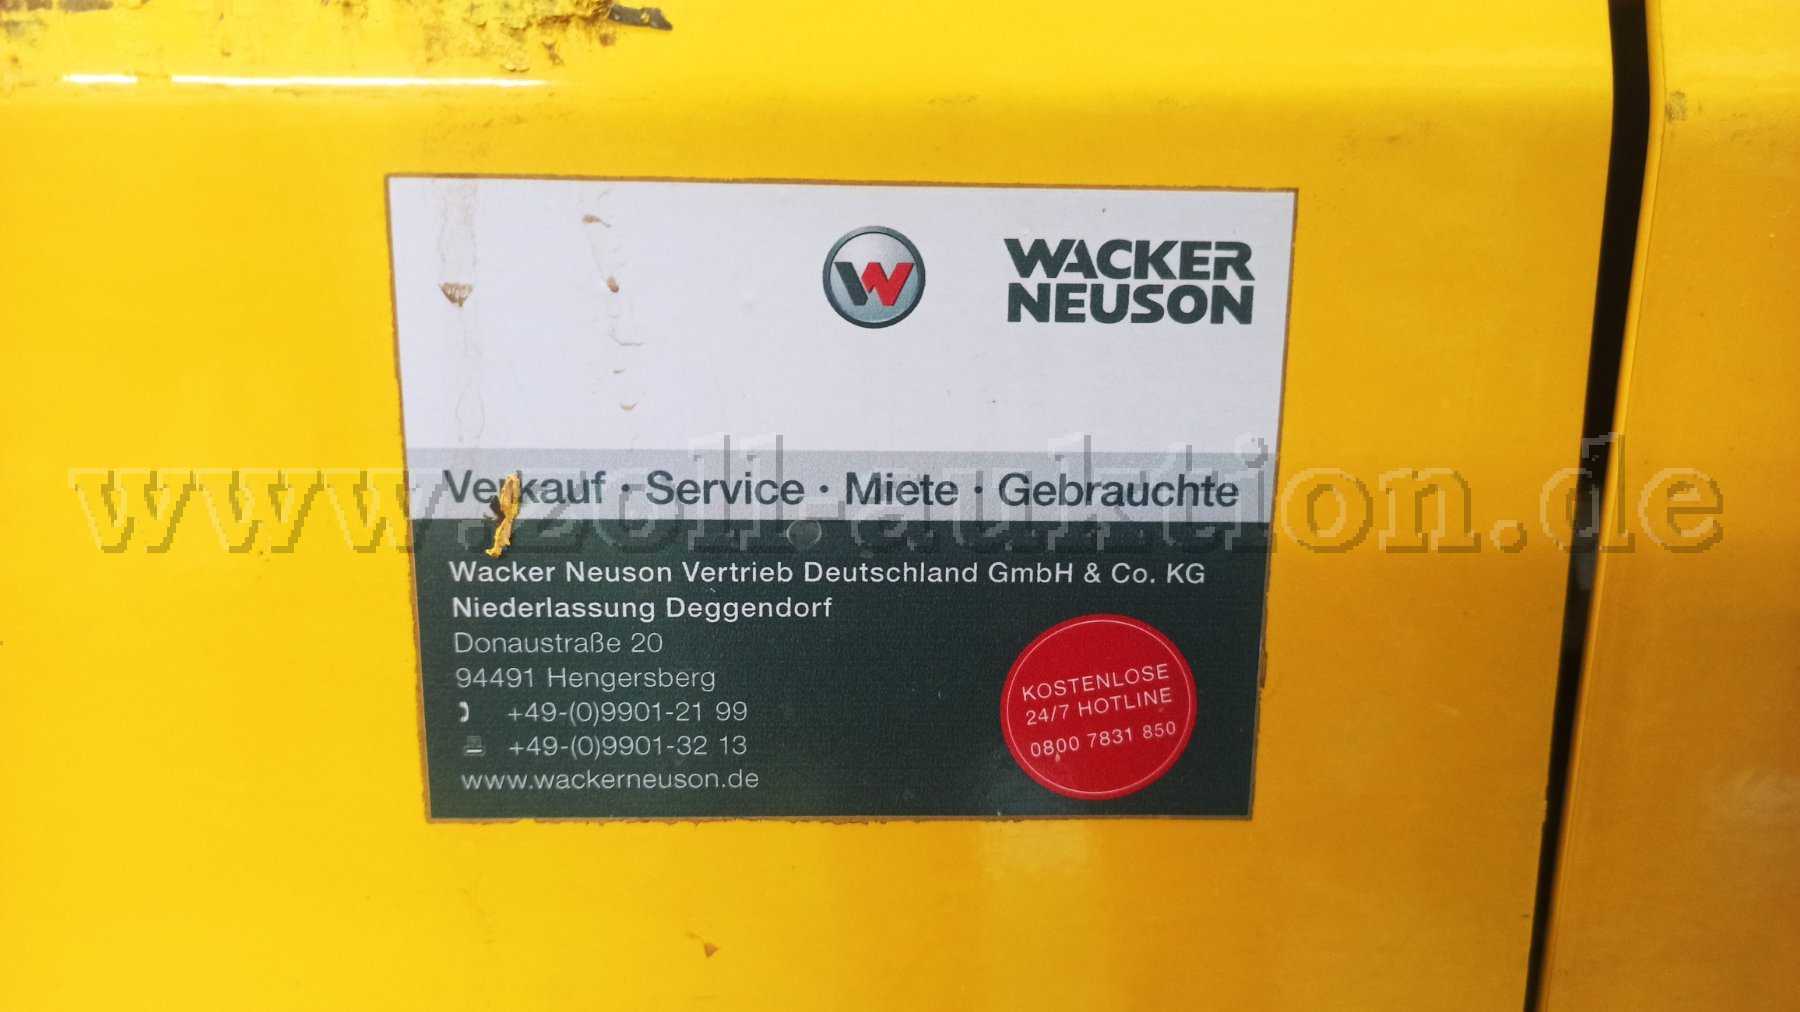 W
WACKER
NEUSON
Verkauf · Service · Miete · Gebrauchte
www.zoll-auktion.de
Wacker Neuson Vertrieb Deutschland GmbH & Co. KG
Niederlassung Deggendorf
Donaustraße 20
94491 Hengersberg
+49-(0)9901-21 99
+49-(0)9901-32 13
www.wackerneuson.de
KOSTENLOSE
24/7 HOTLINE
0800 7831 850